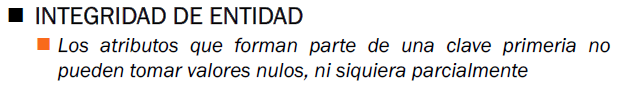 INTEGRIDAD DE ENTIDAD
Los atributos que forman parte de una clave primeria no
pueden tomar valores nulos, ni siquiera parcialmente